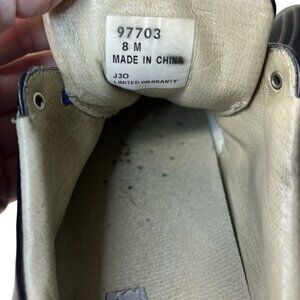 97703
8 M
MADE IN CHINA
J3O
LIMITED WARRANTY